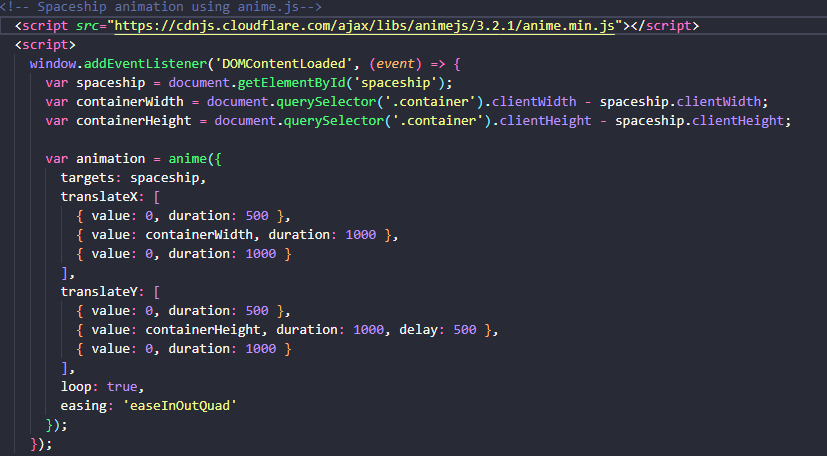 <!-- Spaceship animation using anime.js-->
<script src="https://cdnjs.cloudflare.com/ajax/libs/animejs/3.2.1/anime.min.js"></script>
<script>
window.addEventListener('DOMContentLoaded', (event) => {
var spaceship = document.getElementById('spaceship');
var containerWidth = document.querySelector('.container').clientWidth - spaceship.clientWidth;
var containerHeight = document.querySelector('.container').clientHeight - spaceship.clientHeight;
var animation = anime({
targets: spaceship,
translateX: [
{ value: 0, duration: 500 },
{ value: containerWidth, duration: 1000 },
{ value: 0, duration: 1000 }
],
translateY: [
{ value: 0, duration: 500 },
{ value: containerHeight, duration: 1000, delay: 500 },
{ value: 0, duration: 1000 }
],
loop: true,
easing: 'easeInOutQuad'
});
});